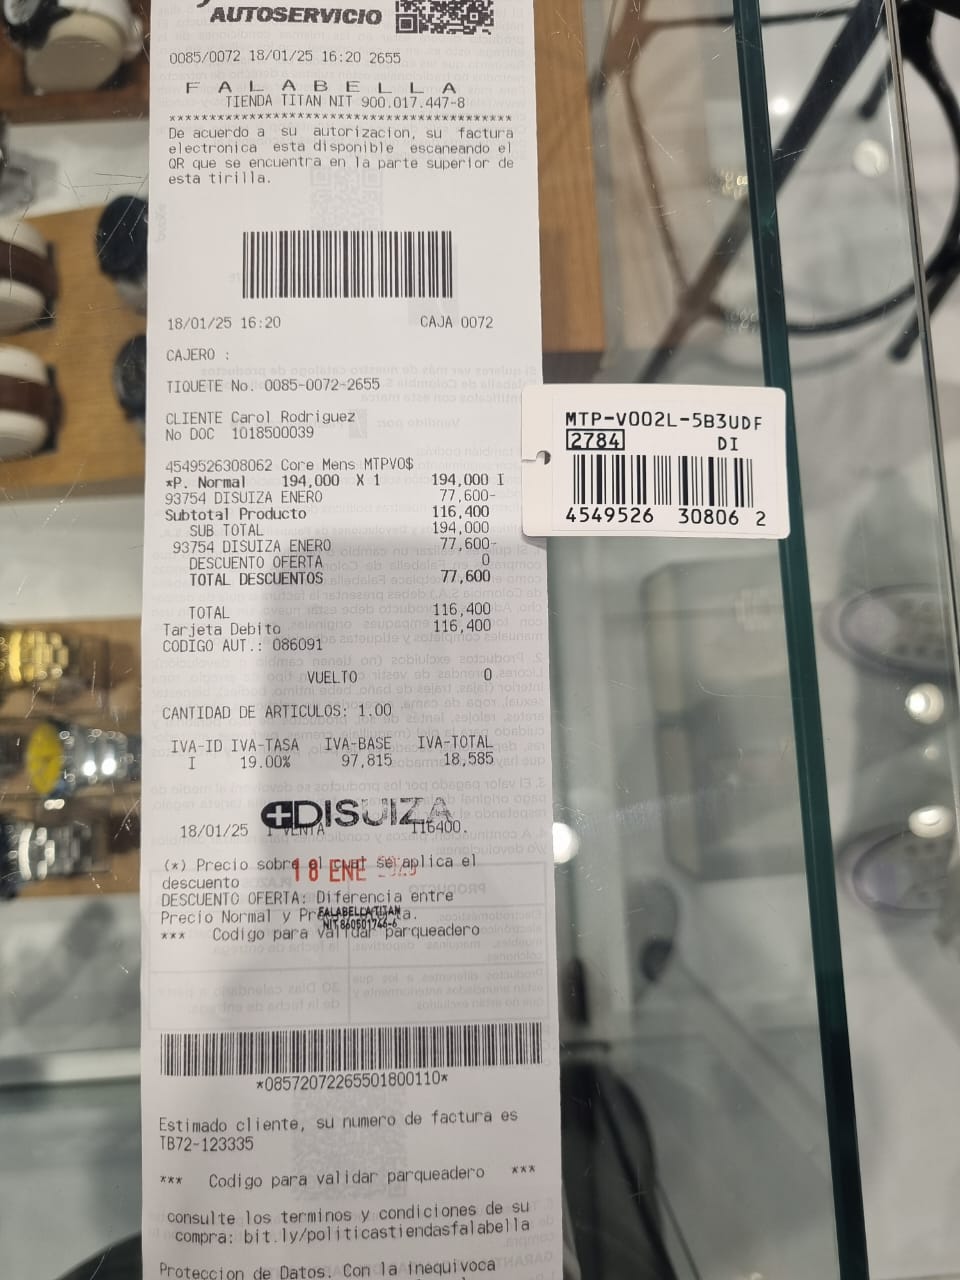 AUTOSERVICIO
0085/0072 18/01/25 16:20 2655
F A L A B E L L A
TIENDA TITAN NIT 900.017.447-8
******************************************
De acuerdo a su autorizacion, su factura
electronica esta disponible escaneando el
QR que se encuentra en la parte superior de
esta tirilla.
18/01/25 16:20 CAJA 0072
CAJERO :
TIQUETE No. 0085-0072-2655
CLIENTE Carol Rodriguez
No DOC 1018500039
4549526308062 Core Mens MTPV0$
*P. Normal 194,000 X 1 194,000 I
93754 DISUIZA ENERO 77,600-
Subtotal Producto 116,400
SUB TOTAL 194,000
93754 DISUIZA ENERO 77,600-
DESCUENTO OFERTA 0
TOTAL DESCUENTOS 77,600
TOTAL 116,400
Tarjeta Debito 116,400
CODIGO AUT.: 086091
VUELTO 0
CANTIDAD DE ARTICULOS: 1.00
IVA-ID IVA-TASA IVA-BASE IVA-TOTAL
I 19.00% 97,815 18,585
DISUIZA
18/01/25 1 VENTA 116400.
(*) Precio sobre el cual se aplica el
18 ENE
descuento
DESCUENTO OFERTA: Diferencia entre
Precio Normal y
FALABELLA TITAN
NIT 860501746-6
*** Codigo para validar parqueadero
*08572072265501800110*
Estimado cliente, su numero de factura es
TB72-123335
*** Codigo para validar parqueadero ***
consulte los terminos y condiciones de su
compra: bit.ly/politicastiendasfalabella
Proteccion de Datos. Con la inequivoca
MTP-V002L-5B3UDF
2784 DI
4549526 30806 2